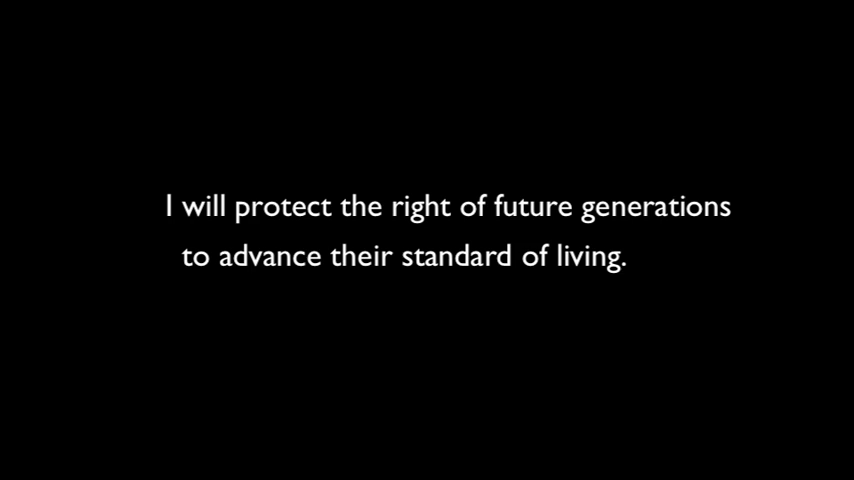 I will protect the right of future generations
to advance their standard of living.